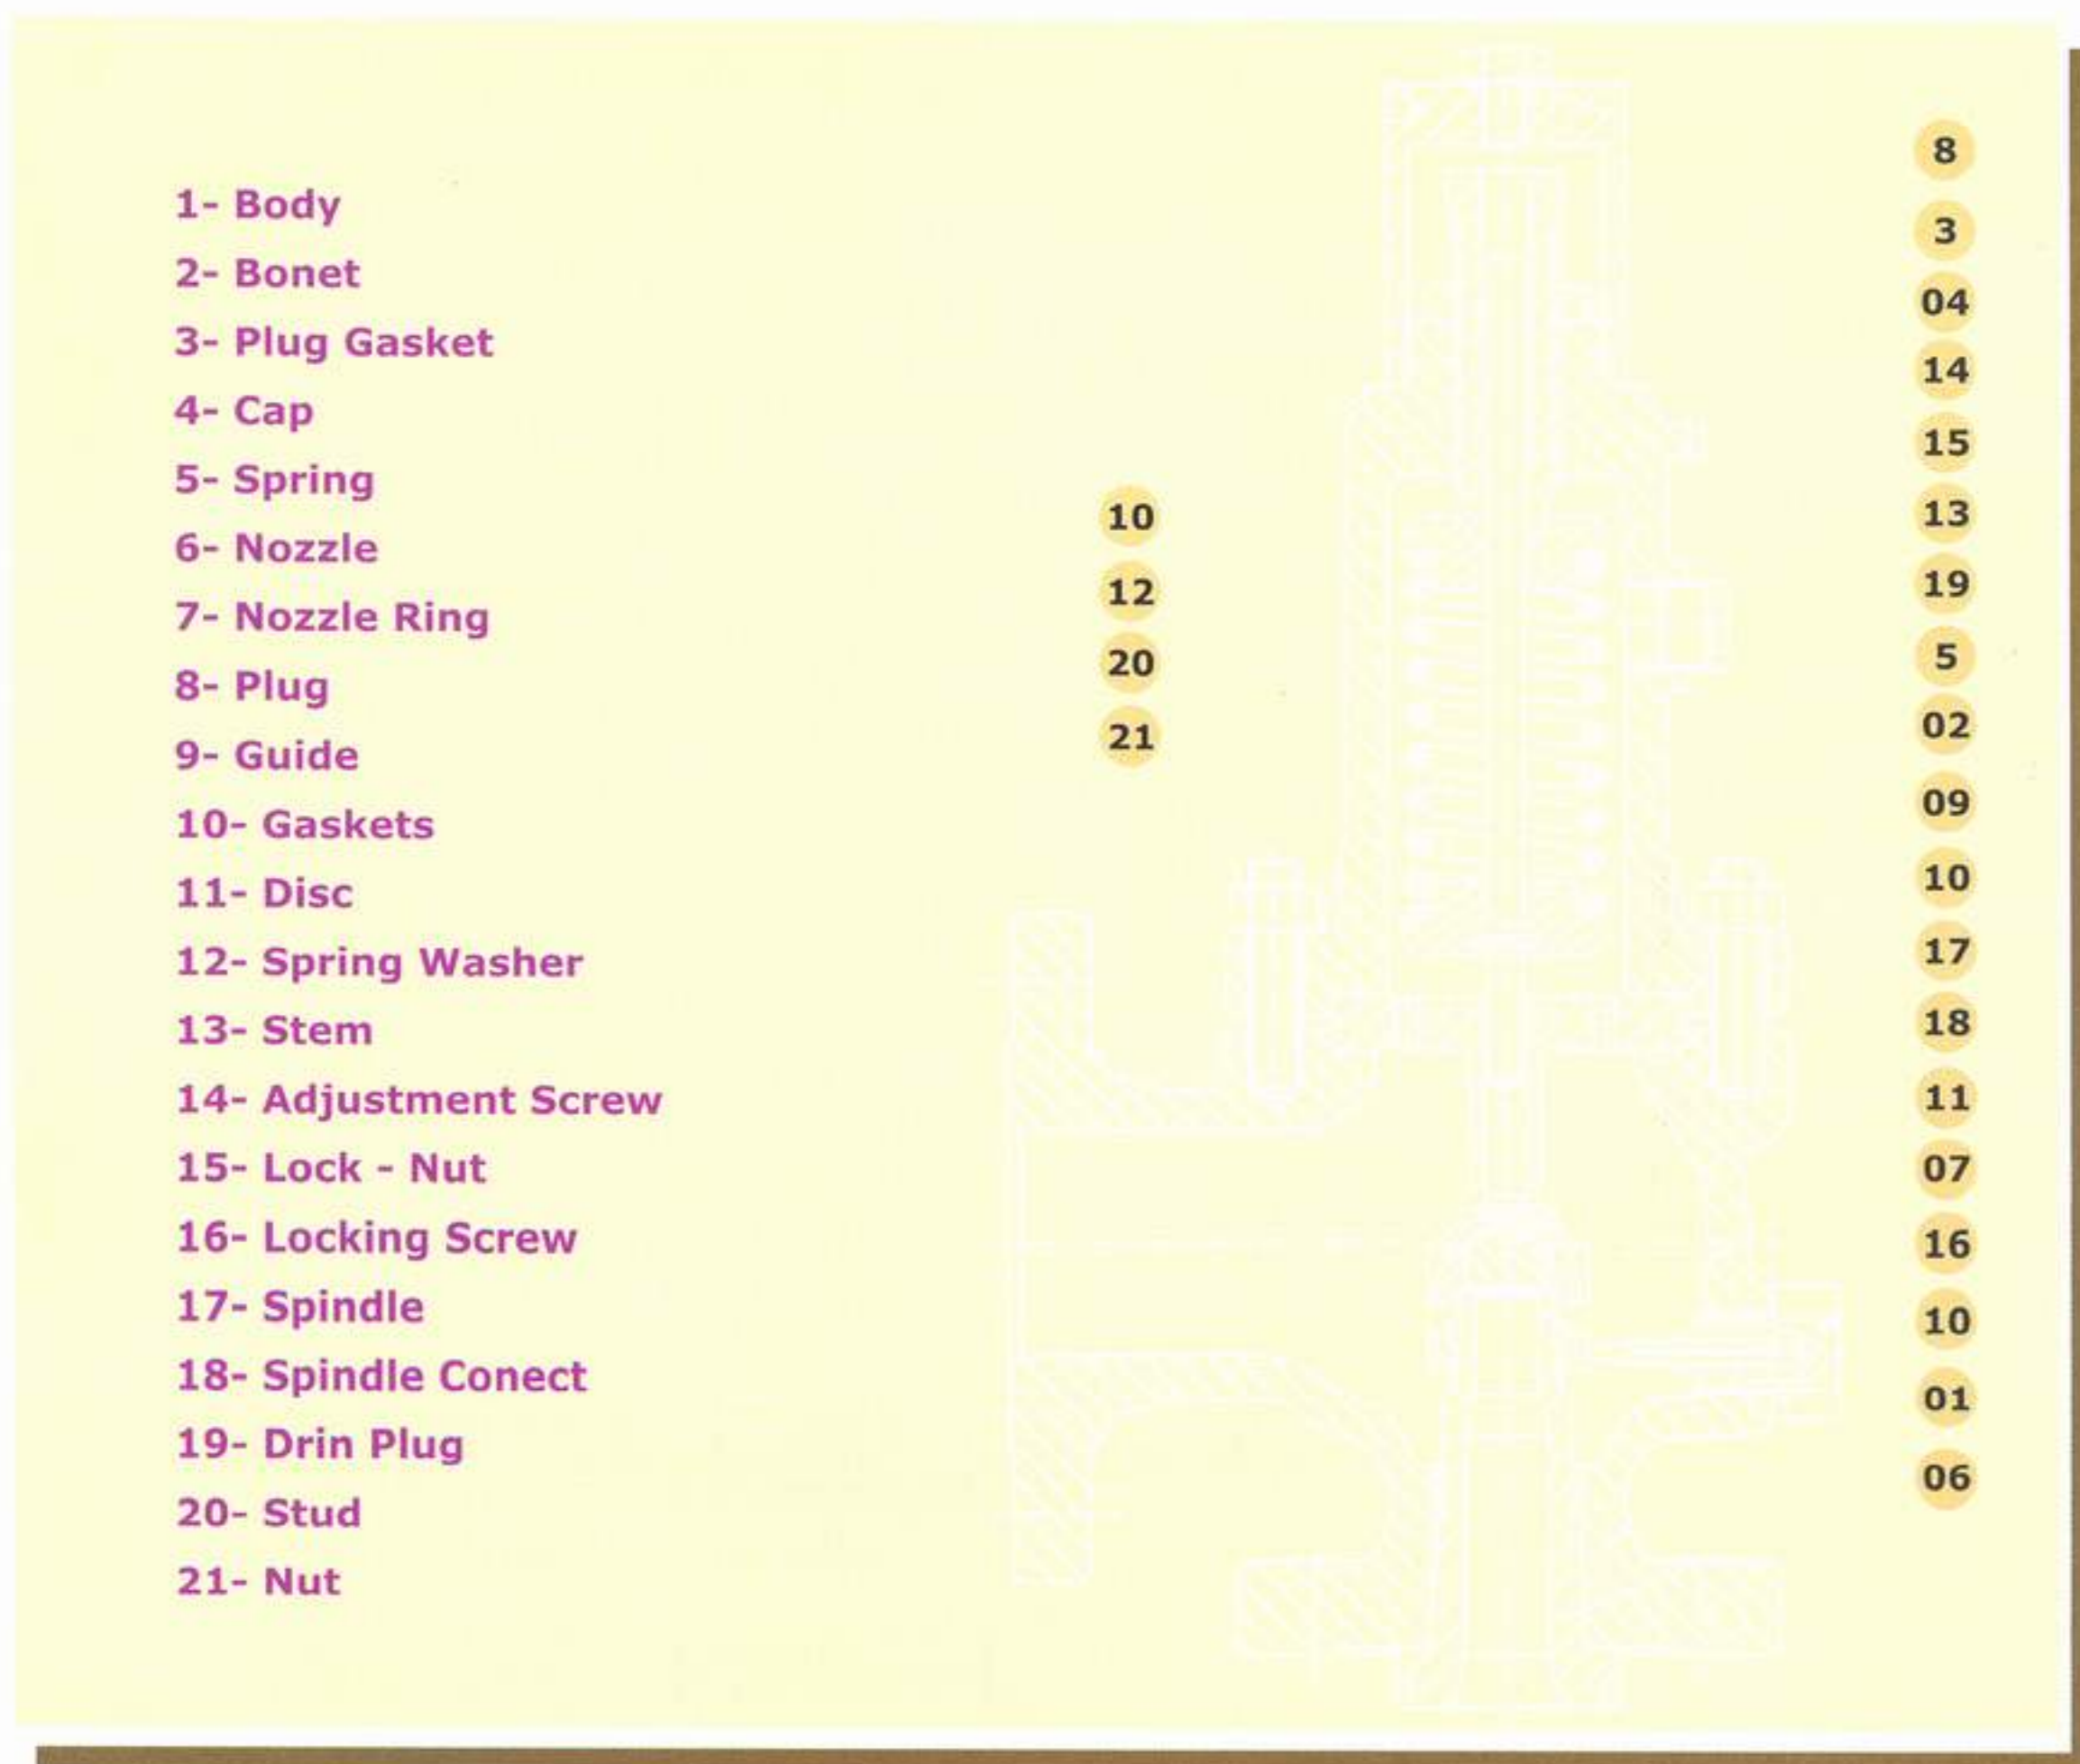 1- Body
2- Bonet
3- Plug Gasket
4- Cap
5- Spring
6- Nozzle
7- Nozzle Ring
8- Plug
9- Guide
10- Gaskets
11- Disc
12- Spring Washer
13- Stem
14- Adjustment Screw
15- Lock - Nut
16- Locking Screw
17- Spindle
18- Spindle Conect
19- Drin Plug
20- Stud
21- Nut
10
12
20
21
8
3
04
14
15
13
19
5
02
09
10
17
18
11
07
16
10
01
06